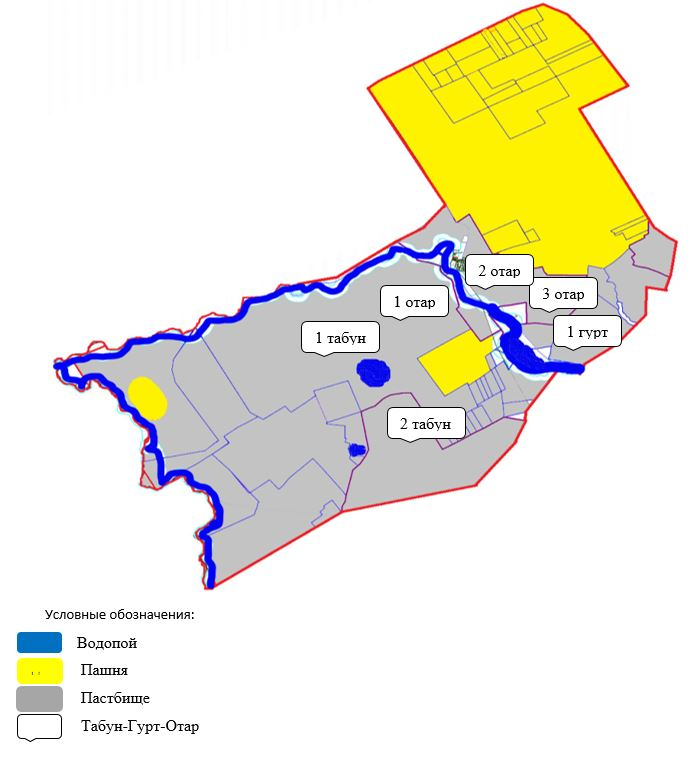 2 отар
3 отар
1 отар
1 гурт
1 табун
2 табун
Условные обозначения:
Водопой
Пашня
Пастбище
Табун-Гурт-Отар